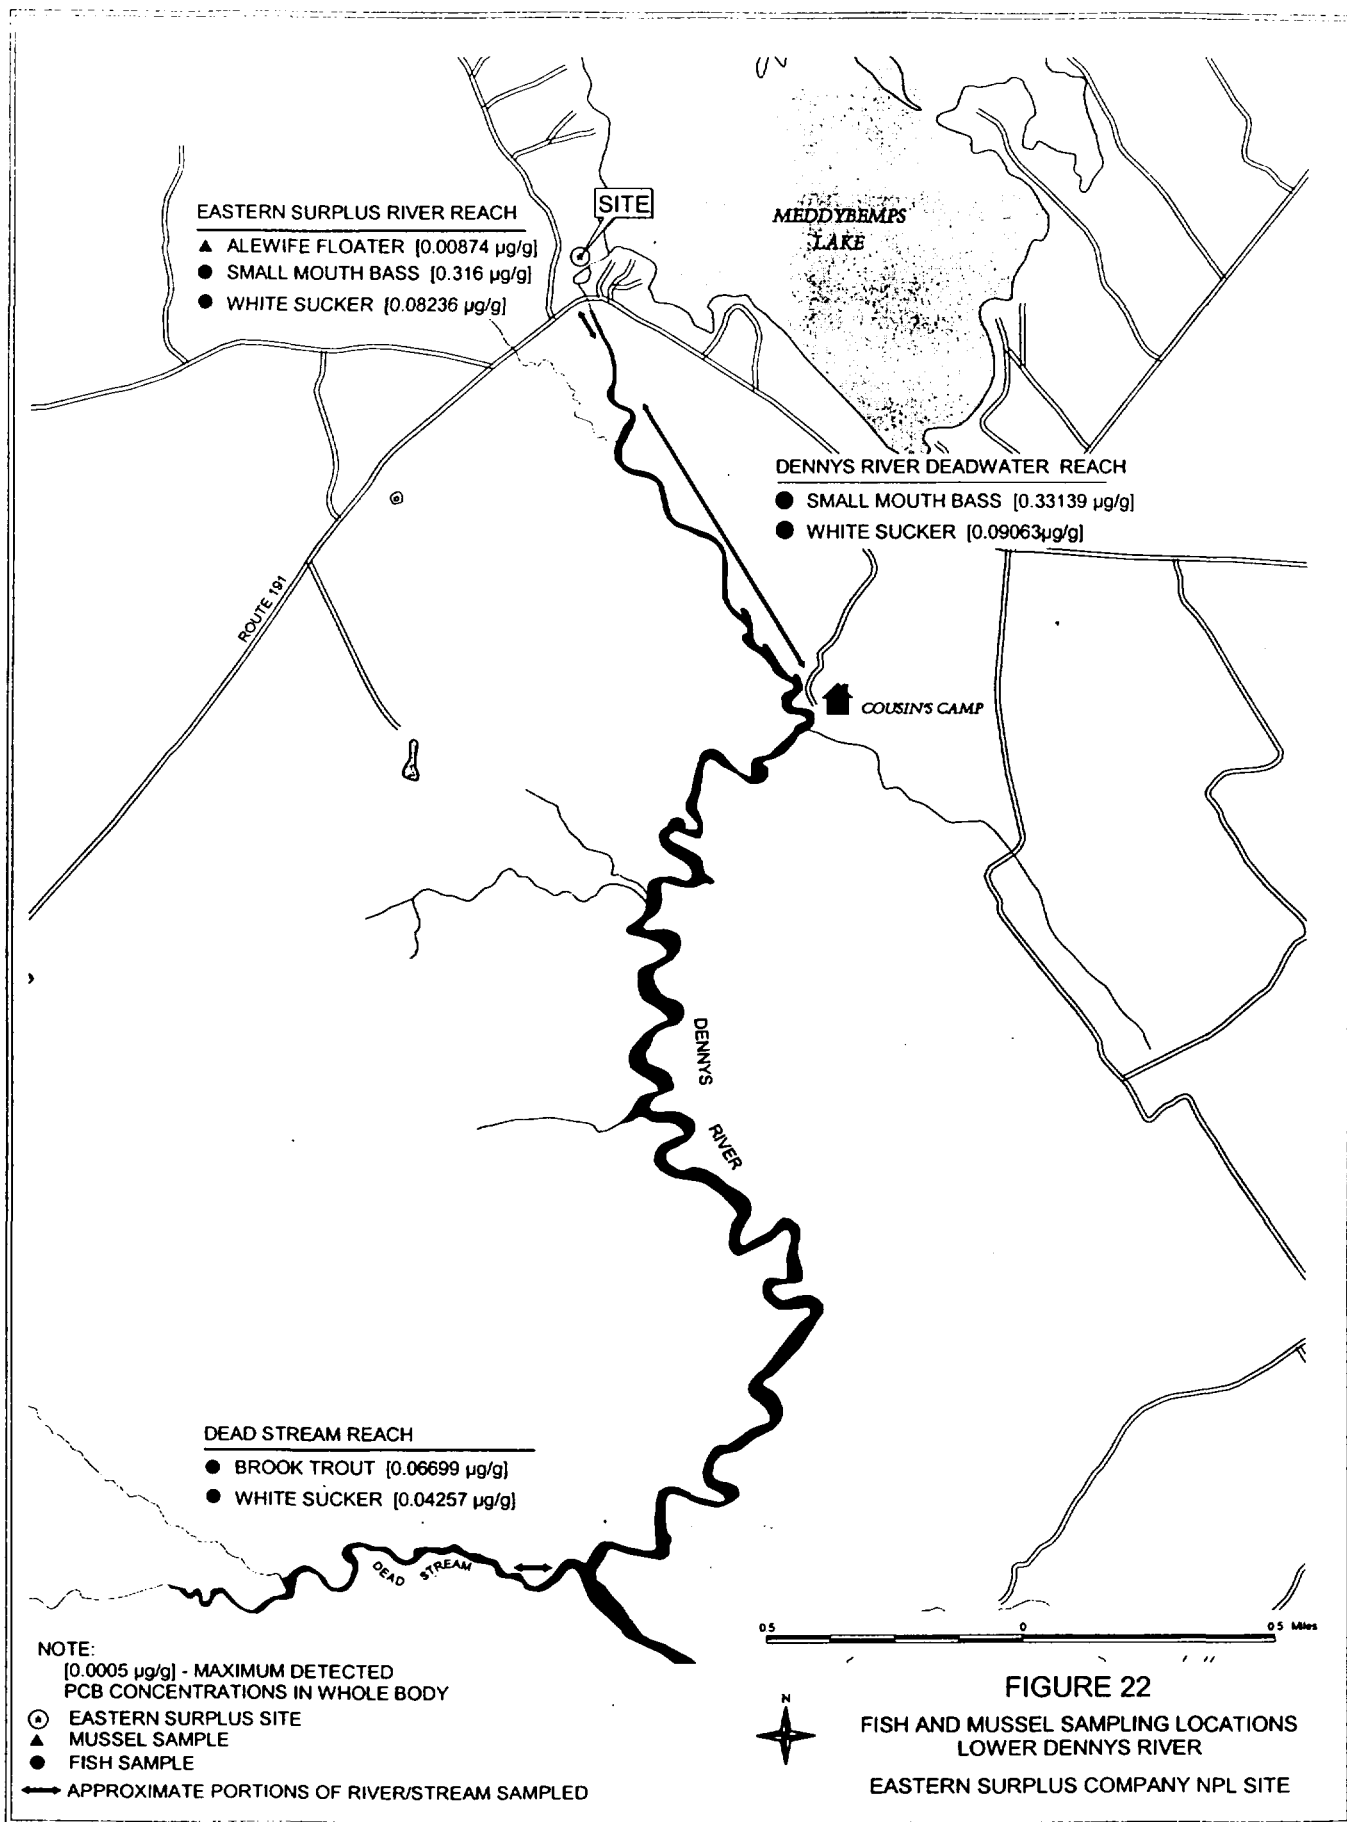 SITE
MEDDYBEMPS
LAKE
EASTERN SURPLUS RIVER REACH
▲ ALEWIFE FLOATER [0.00874 µg/g]
● SMALL MOUTH BASS [0.316 µg/g]
● WHITE SUCKER [0.08236 µg/g]
DENNYS RIVER DEADWATER REACH
● SMALL MOUTH BASS [0.33139 µg/g]
● WHITE SUCKER [0.09063µg/g]
ROUTE 191
COUSIN'S CAMP
DENNYS
RIVER
DEAD STREAM REACH
● BROOK TROUT [0.06699 µg/g]
● WHITE SUCKER [0.04257 µg/g]
DEAD STREAM
0.5 0 0.5 Miles
NOTE:
[0.0005 µg/g] - MAXIMUM DETECTED
PCB CONCENTRATIONS IN WHOLE BODY
EASTERN SURPLUS SITE
▲ MUSSEL SAMPLE
● FISH SAMPLE
APPROXIMATE PORTIONS OF RIVER/STREAM SAMPLED
N
FIGURE 22
FISH AND MUSSEL SAMPLING LOCATIONS
LOWER DENNYS RIVER
EASTERN SURPLUS COMPANY NPL SITE